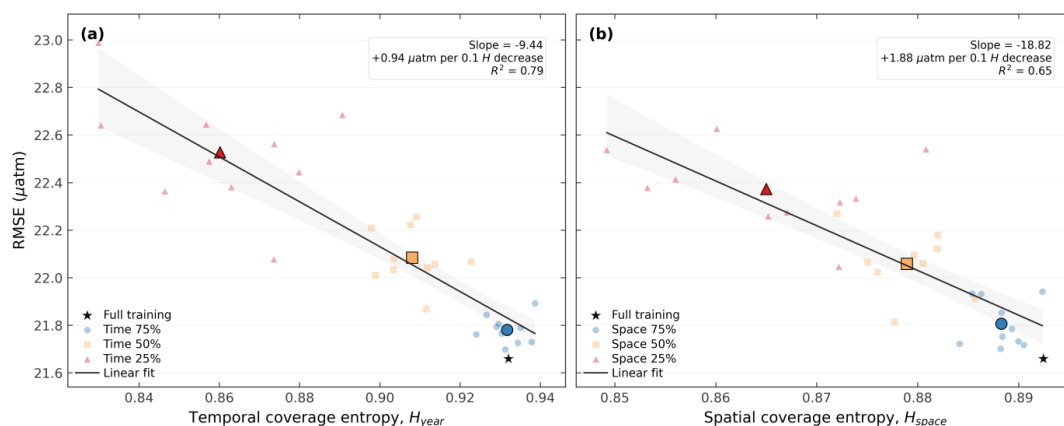 (a)
Slope = -9.44
+0.94 μatm per 0.1 H decrease
R² = 0.79
RMSE (μatm)
23.0
22.8
22.6
22.4
22.2
22.0
21.8
21.6
Full training
Time 75%
Time 50%
Time 25%
Linear fit
0.84 0.86 0.88 0.90 0.92 0.94
Temporal coverage entropy, H_year
(b)
Slope = -18.82
+1.88 μatm per 0.1 H decrease
R² = 0.65
Full training
Space 75%
Space 50%
Space 25%
Linear fit
0.85 0.86 0.87 0.88 0.89
Spatial coverage entropy, H_space